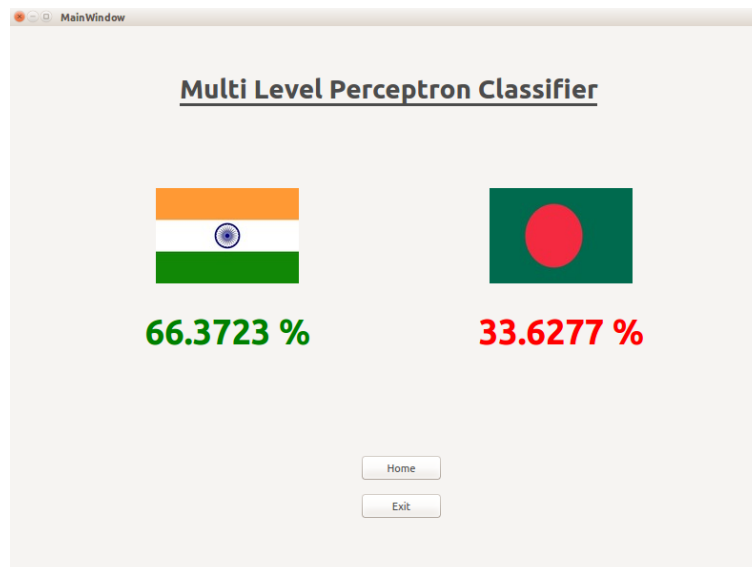 MainWindow
Multi Level Perceptron Classifier
66.3723 %
33.6277 %
Home
Exit